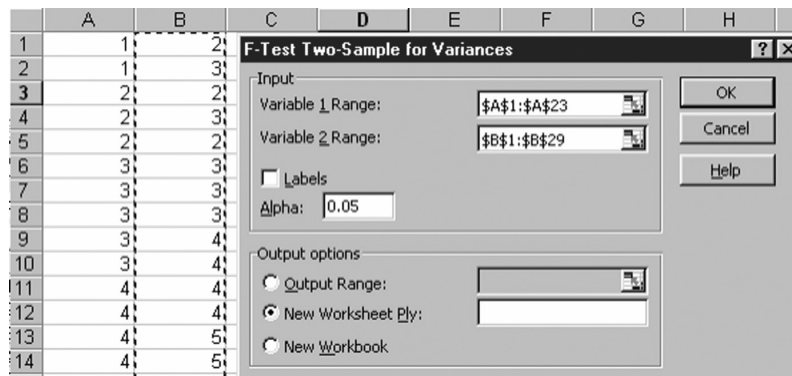 A B C D E F G H
1 1 2
2 1 3
3 2 2
4 2 3
5 2 2
6 3 3
7 3 3
8 3 3
9 3 4
10 3 4
11 4 4
12 4 4
13 4 5
14 4 5
F-Test Two-Sample for Variances
Input
Variable 1 Range: $A$1:$A$23
Variable 2 Range: $B$1:$B$29
Labels
Alpha: 0.05
Output options
Output Range:
New Worksheet Ply:
New Workbook
OK
Cancel
Help